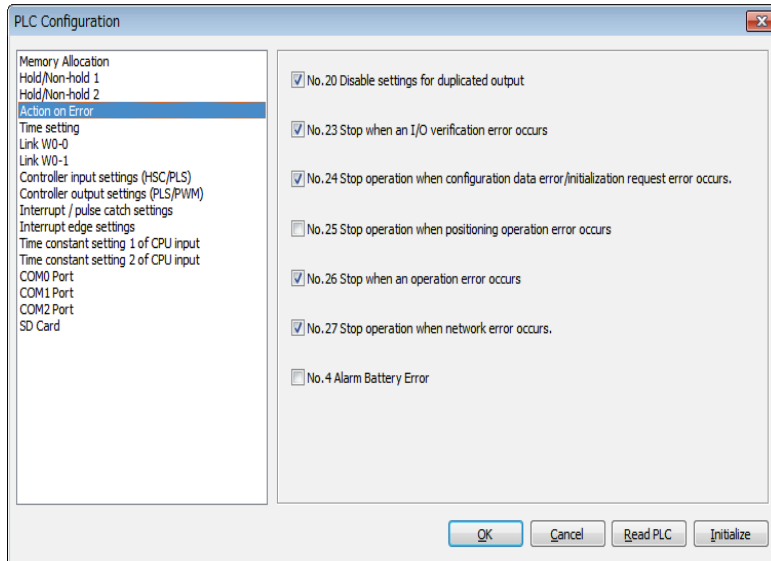 PLC Configuration
Memory Allocation
Hold/Non-hold 1
Hold/Non-hold 2
Action on Error
Time setting
Link W0-0
Link W0-1
Controller input settings (HSC/PLS)
Controller output settings (PLS/PWM)
Interrupt / pulse catch settings
Interrupt edge settings
Time constant setting 1 of CPU input
Time constant setting 2 of CPU input
COM0 Port
COM1 Port
COM2 Port
SD Card
No.20 Disable settings for duplicated output
No.23 Stop when an I/O verification error occurs
No.24 Stop operation when configuration data error/initialization request error occurs.
No.25 Stop operation when positioning operation error occurs
No.26 Stop when an operation error occurs
No.27 Stop operation when network error occurs.
No.4 Alarm Battery Error
OK
Cancel
Read PLC
Initialize